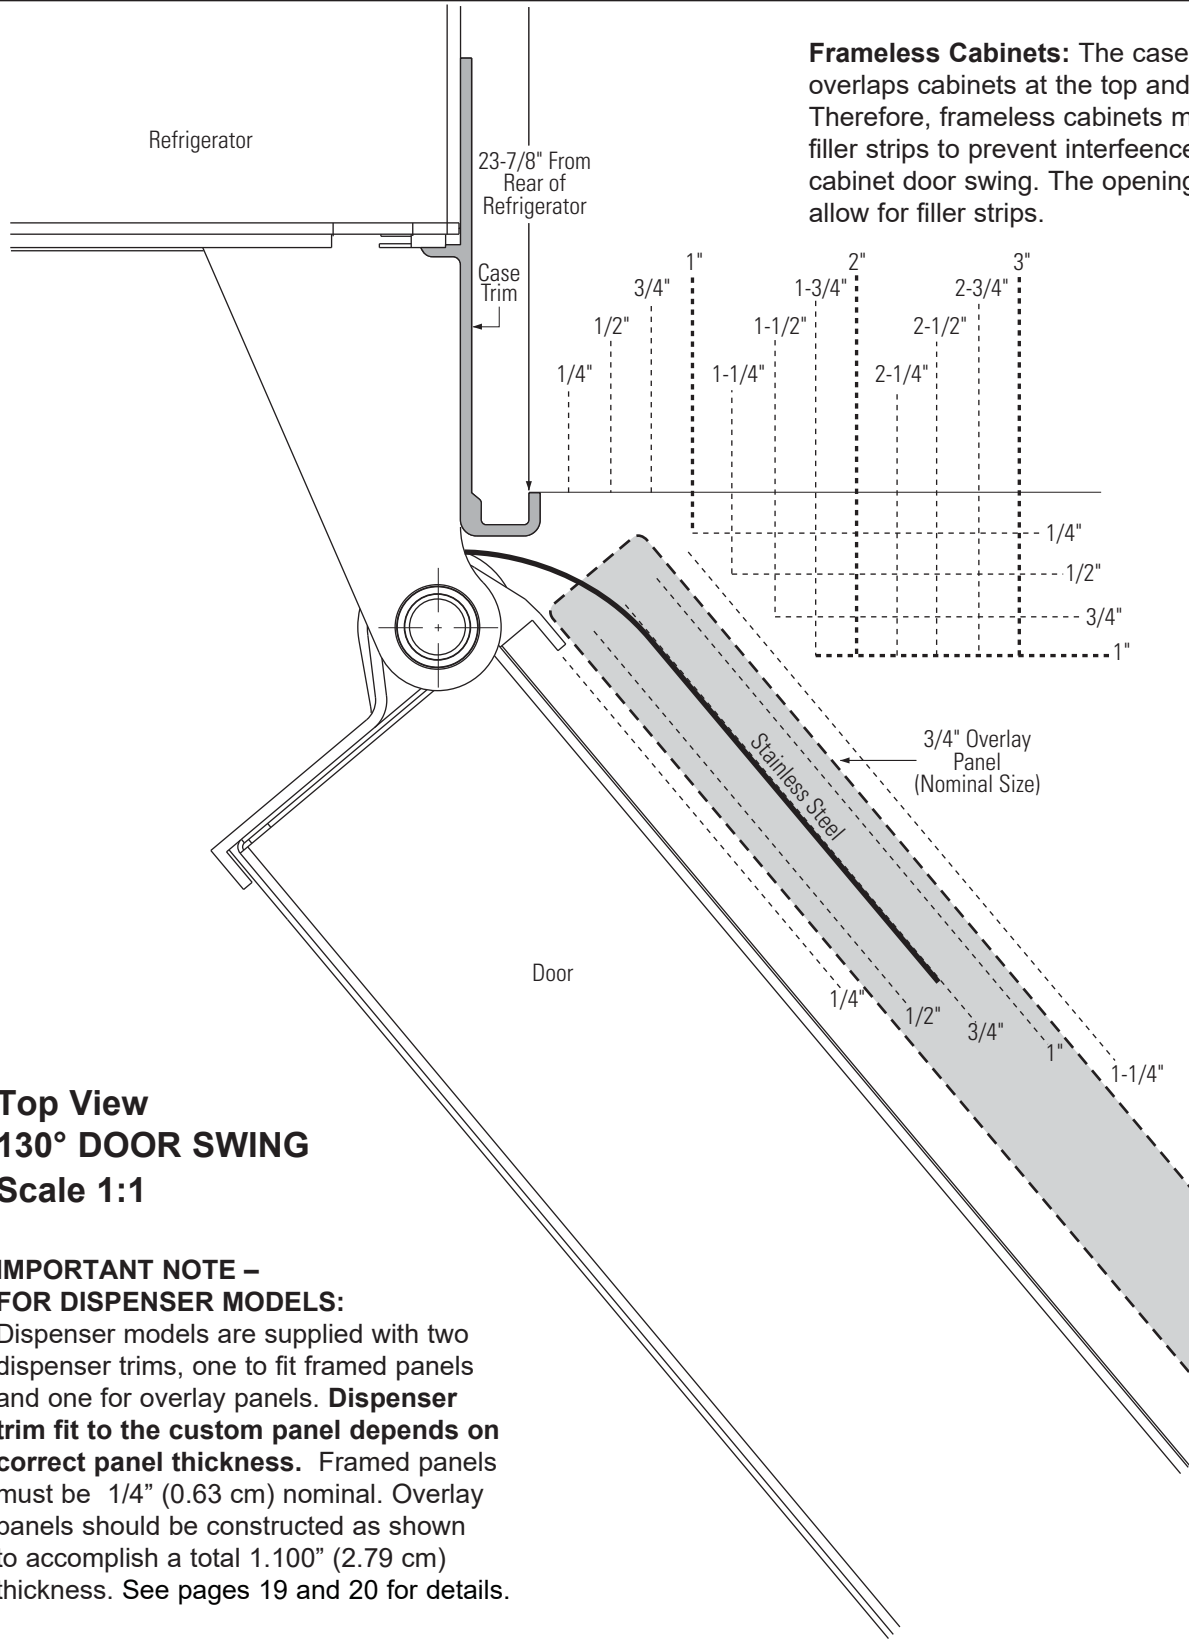 Frameless Cabinets: The case
overlaps cabinets at the top and
Therefore, frameless cabinets m
filler strips to prevent interfeence
cabinet door swing. The opening
allow for filler strips.
Refrigerator
23-7/8" From
Rear of
Refrigerator
Case
Trim
1/4"
1/2"
3/4"
1"
1-1/4"
1-1/2"
1-3/4"
2"
2-1/4"
2-1/2"
2-3/4"
3"
1/4"
1/2"
3/4"
1"
3/4" Overlay
Panel
(Nominal Size)
Stainless Steel
Door
1/4"
1/2"
3/4"
1"
1-1/4"
Top View
130° DOOR SWING
Scale 1:1
IMPORTANT NOTE –
FOR DISPENSER MODELS:
Dispenser models are supplied with two
dispenser trims, one to fit framed panels
and one for overlay panels. Dispenser
trim fit to the custom panel depends on
correct panel thickness. Framed panels
must be 1/4” (0.63 cm) nominal. Overlay
panels should be constructed as shown
to accomplish a total 1.100” (2.79 cm)
thickness. See pages 19 and 20 for details.